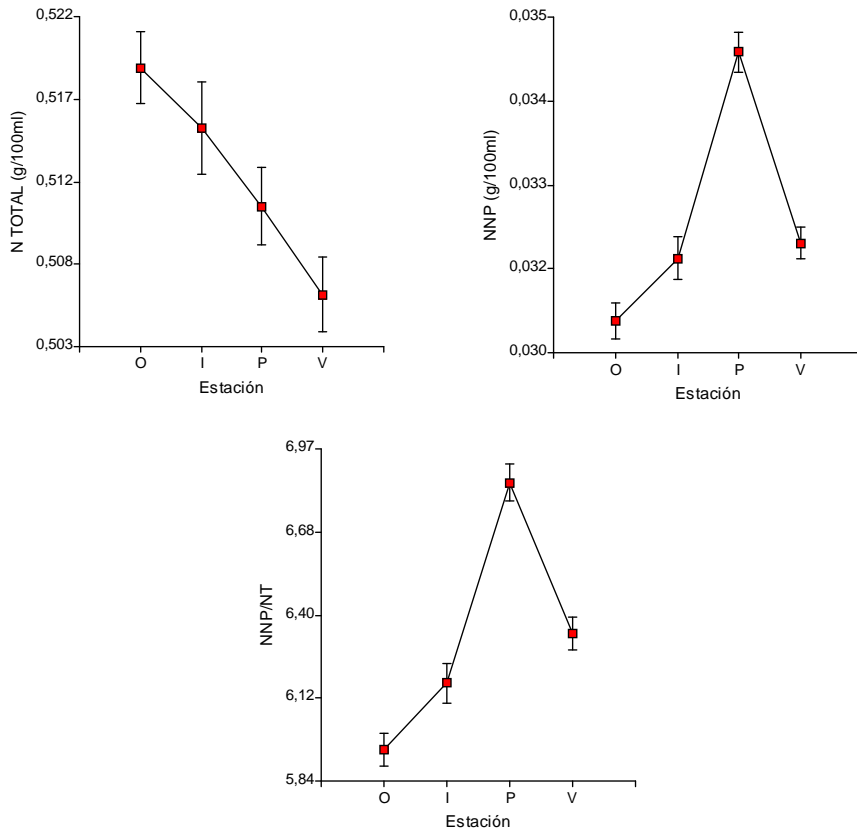 0,522
0,517
0,512
0,508
0,503
N TOTAL (g/100ml)
O I P V
Estación
0,035
0,034
0,033
0,032
0,030
NNP (g/100ml)
O I P V
Estación
6,97
6,68
6,40
6,12
5,84
NNP/NT
O I P V
Estación